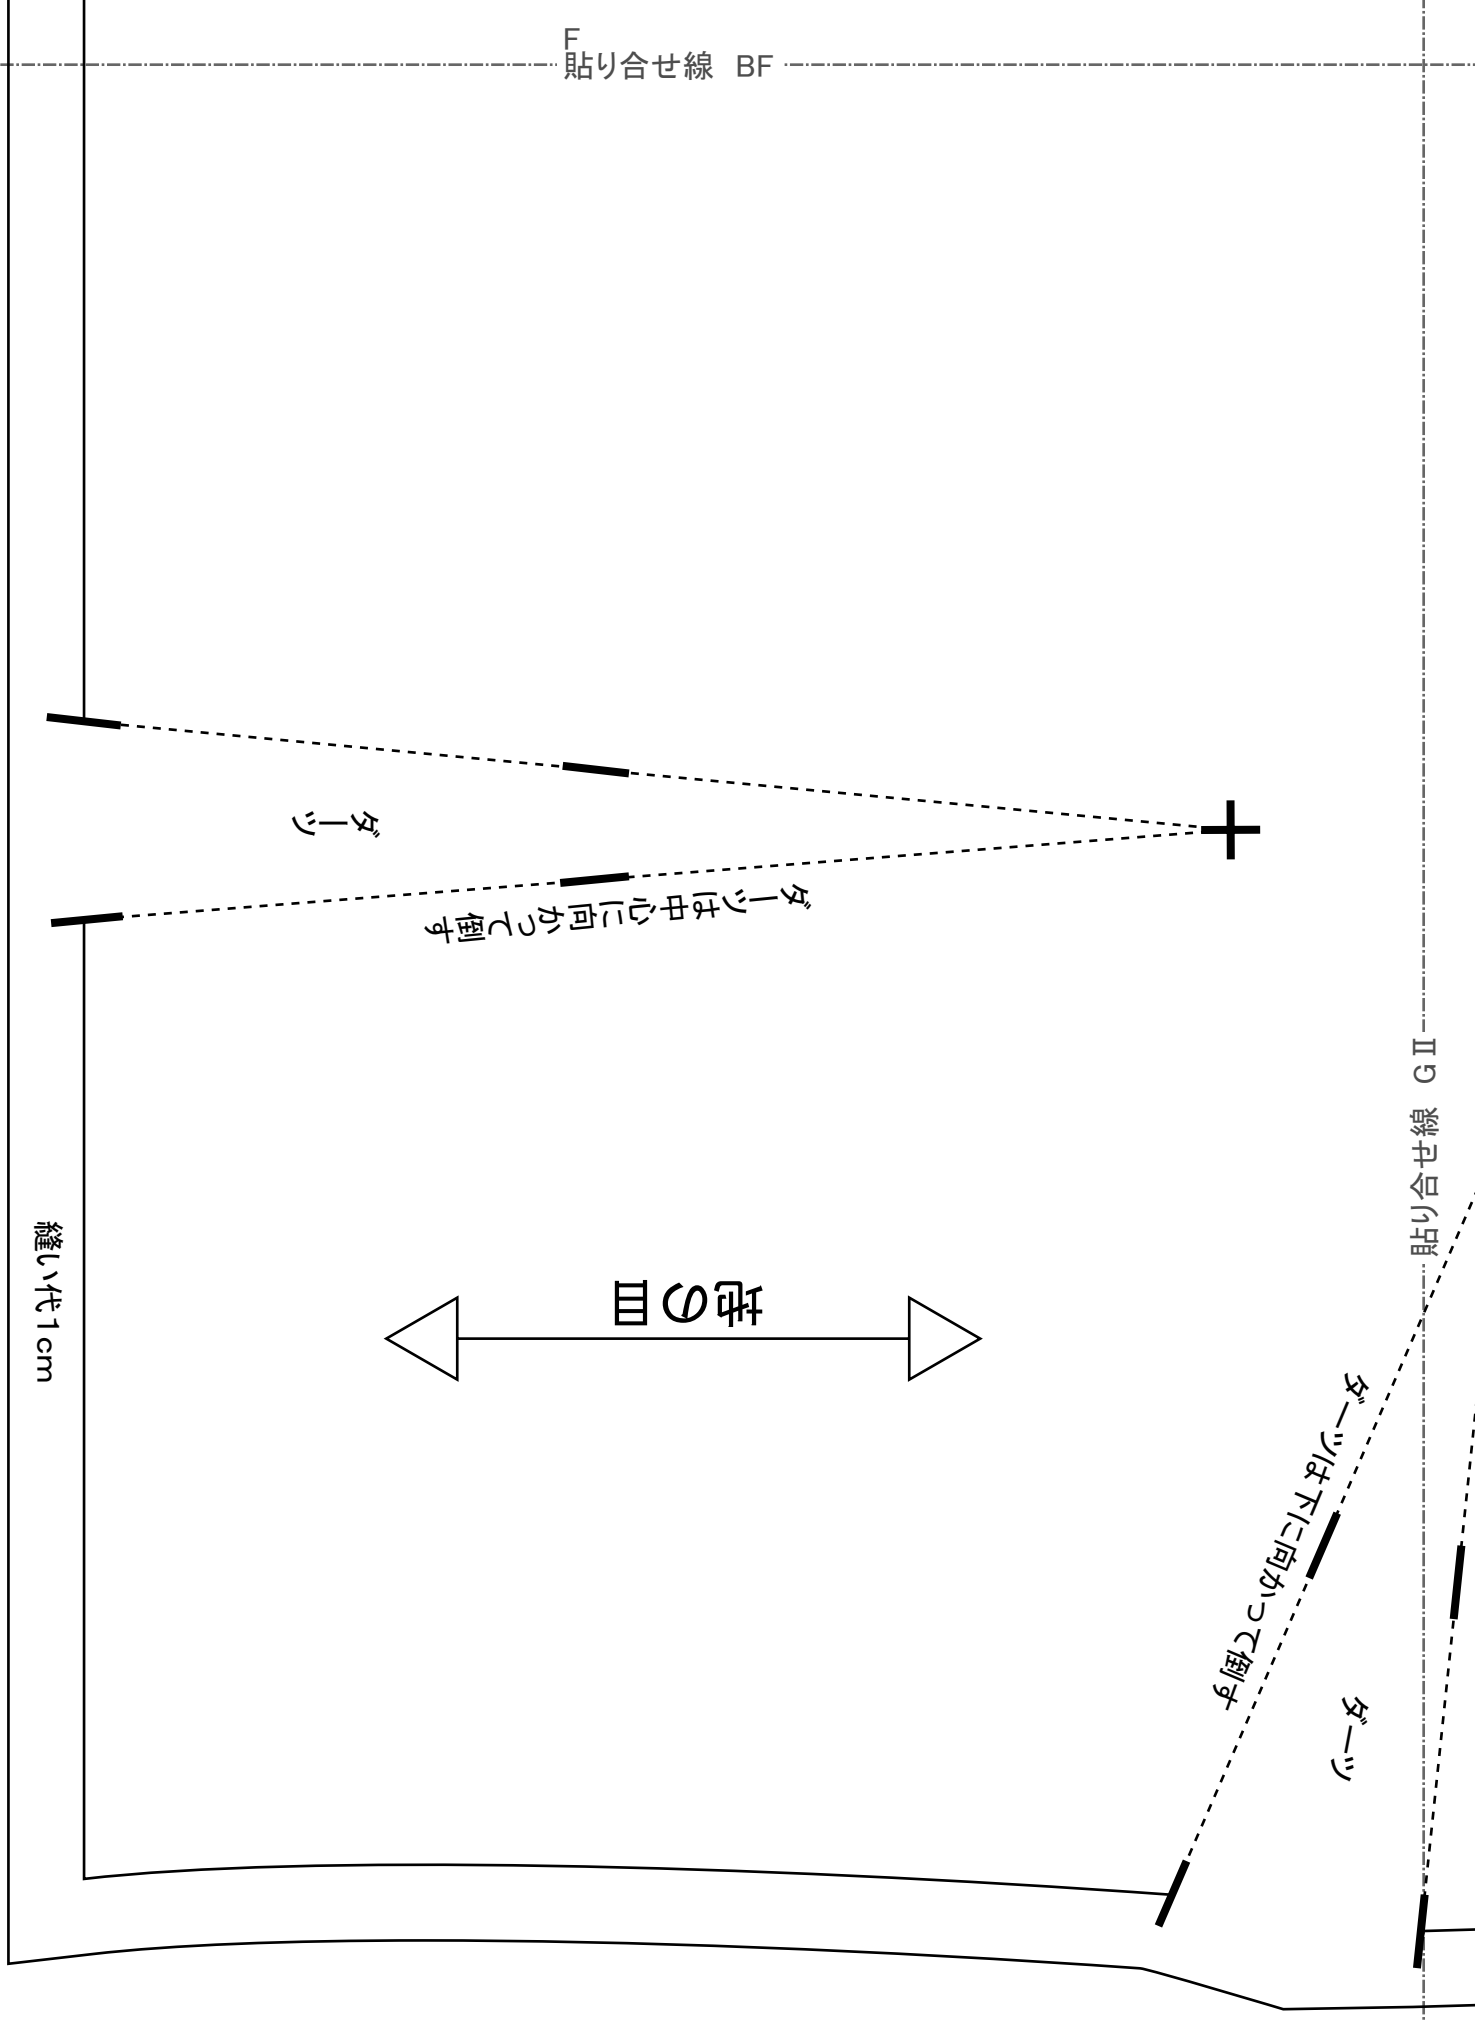 F
貼り合せ線 BF
ダーツ
ダーツは中心に向かって倒す
貼り合せ線 GⅡ
縫い代1cm
地の目
ダーツは下に向かって倒す
ダーツ